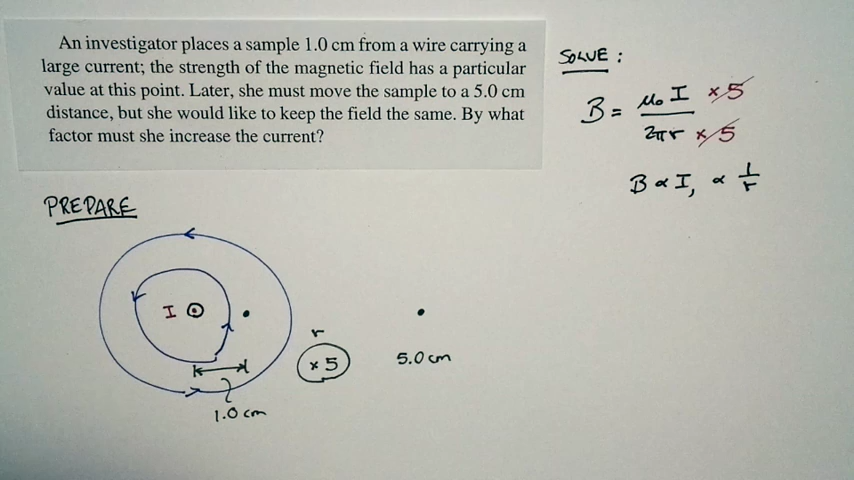 An investigator places a sample 1.0 cm from a wire carrying a
large current; the strength of the magnetic field has a particular
value at this point. Later, she must move the sample to a 5.0 cm
distance, but she would like to keep the field the same. By what
factor must she increase the current?
SOLVE:
B = μ₀ I × 5
2πr × 5
B ∝ I, ∝ 1/r
PREPARE
I
r
× 5
5.0 cm
1.0 cm